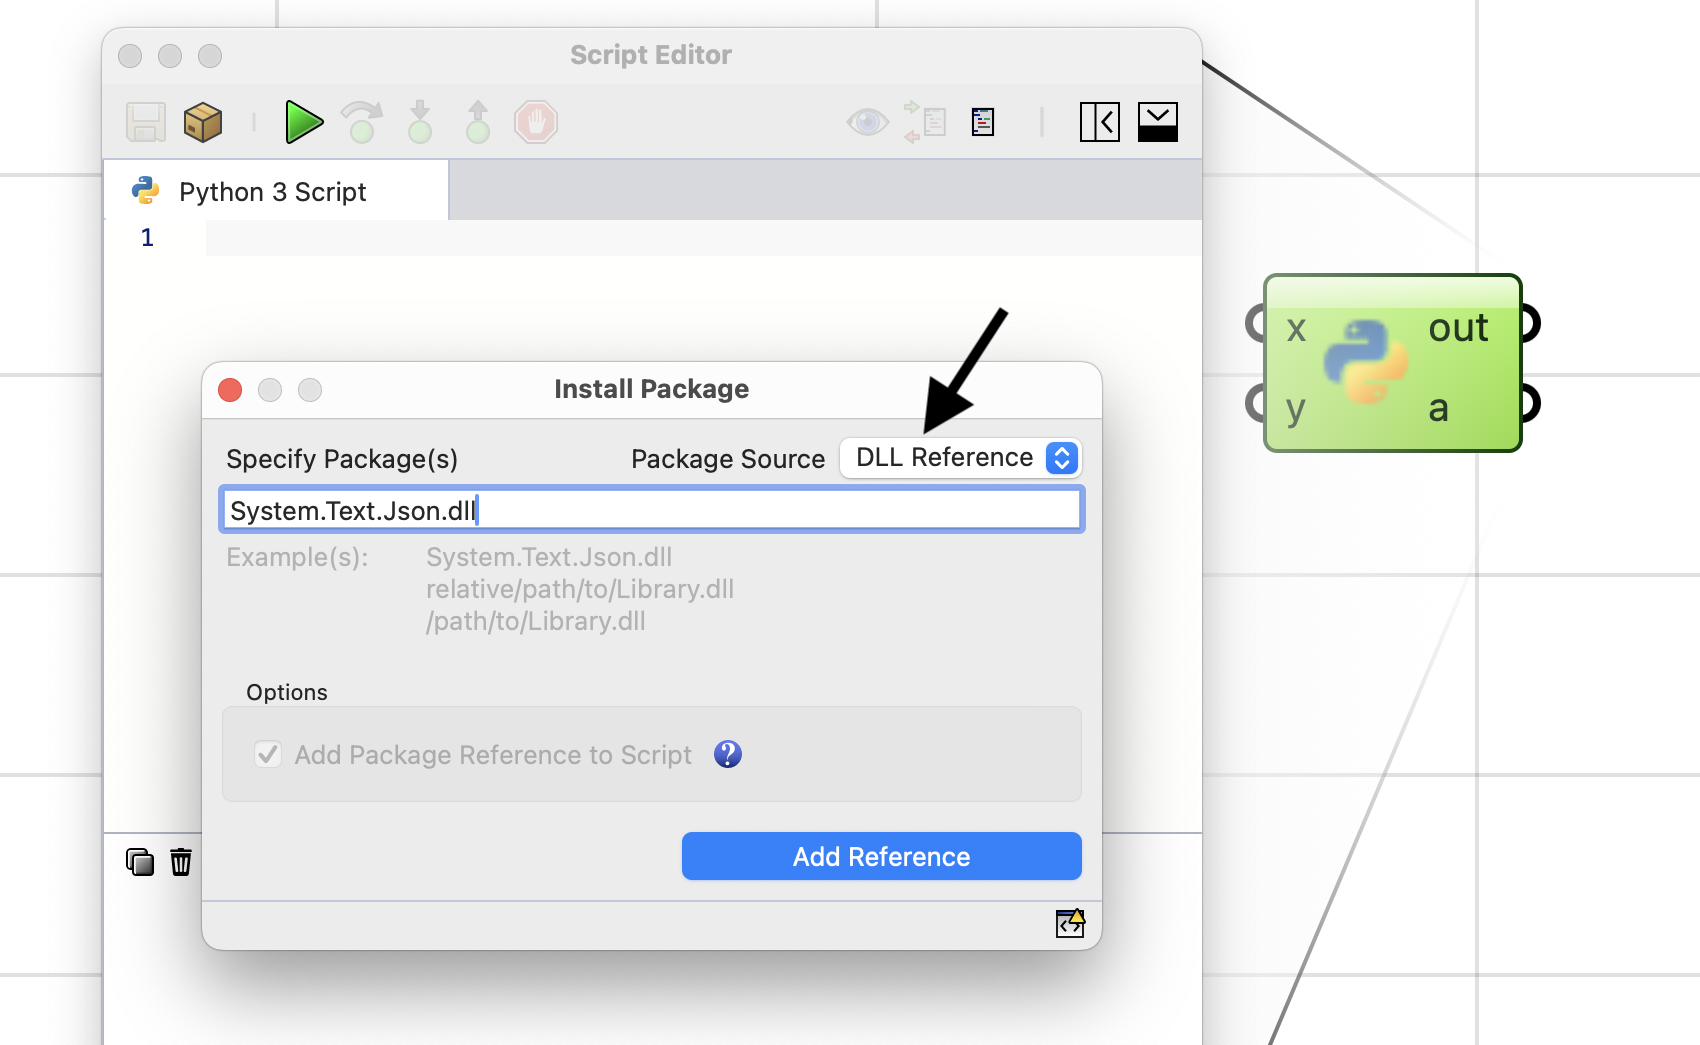 Script Editor
Python 3 Script
1
x
out
y
a
Install Package
Specify Package(s)
Package Source
DLL Reference
System.Text.Json.dll
Example(s):
System.Text.Json.dll
relative/path/to/Library.dll
/path/to/Library.dll
Options
Add Package Reference to Script
?
Add Reference